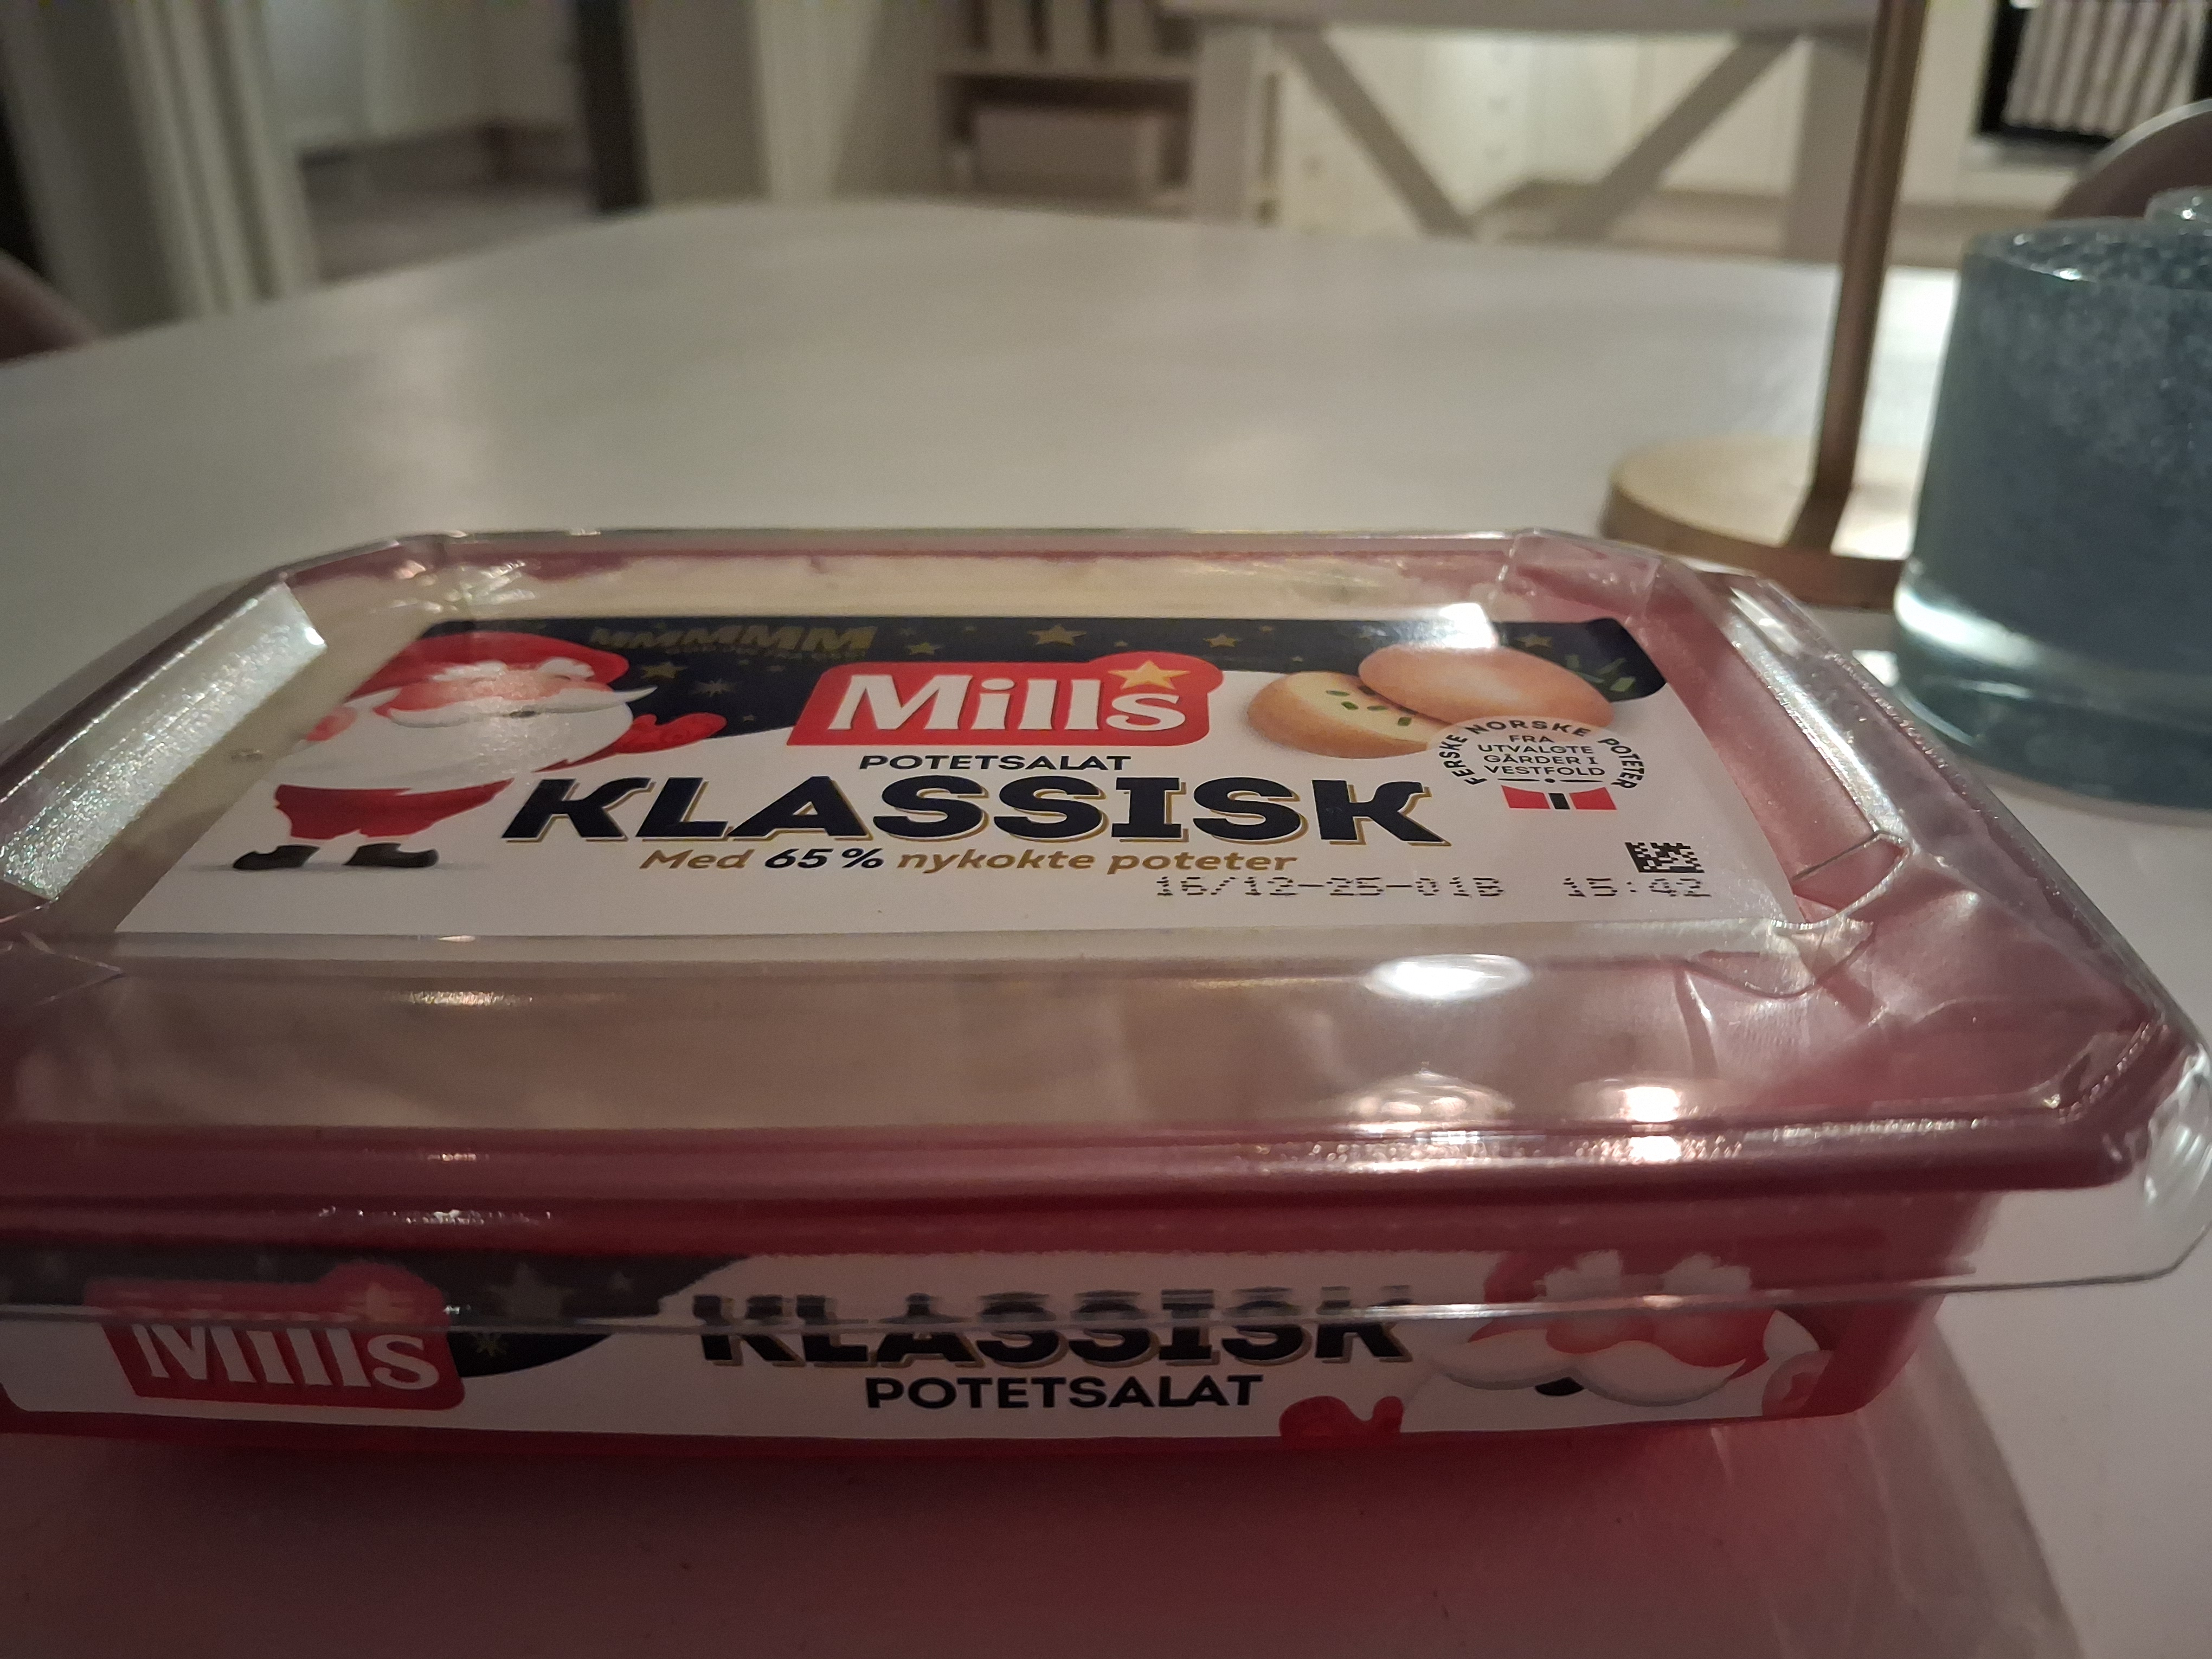 MMMMMM
Mills
POTETSALAT
KLASSISK
Med 65% nykokte poteter
FERSKE NORSKE POTETER
FRA
UTVALGTE
GÅRDER I
VESTFOLD
16/12-25-01B 15:42
Mills
KLASSISK
POTETSALAT